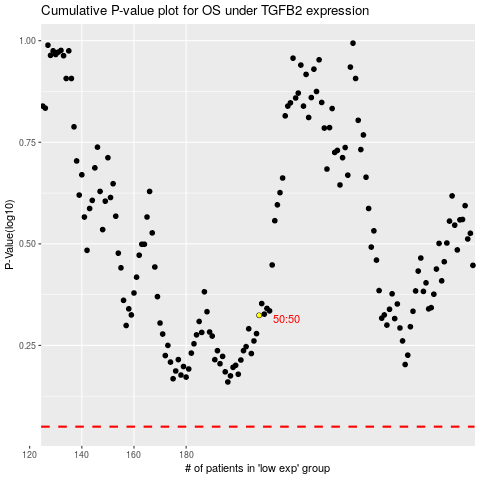 Cumulative P-value plot for OS under TGFB2 expression
P-Value(log10)
1.00
0.75
0.50
0.25
50:50
120 140 160 180
# of patients in 'low exp' group